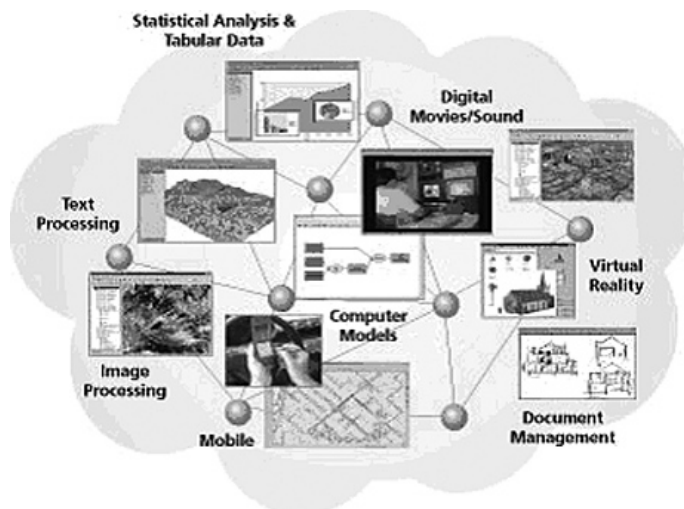 Statistical Analysis &
Tabular Data
Digital
Movies/Sound
Text
Processing
Virtual
Reality
Computer
Models
Image
Processing
Mobile
Document
Management